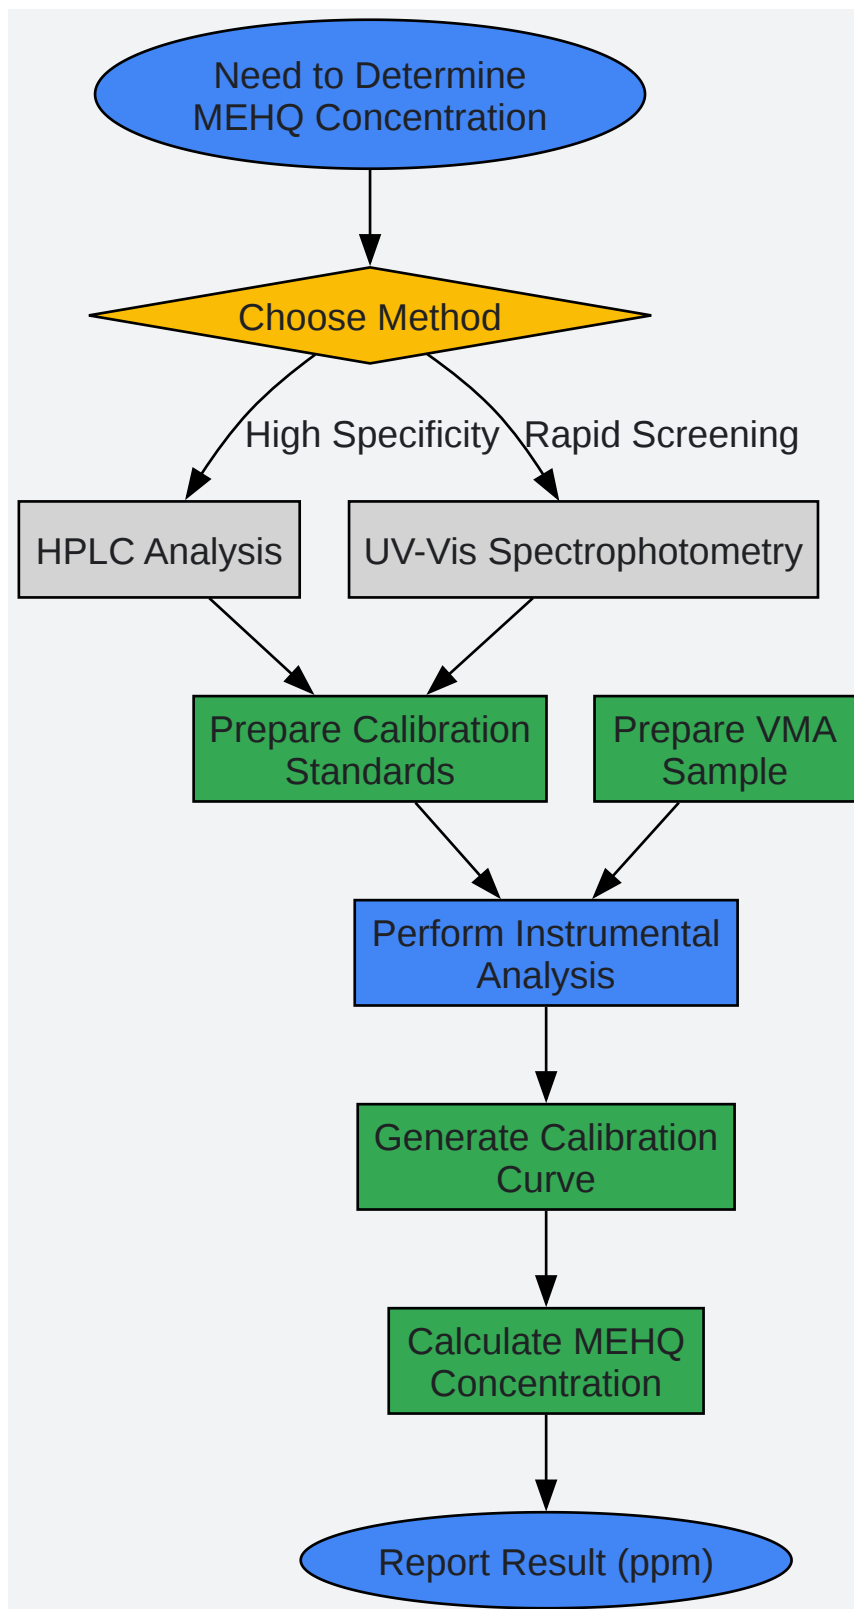 Need to Determine
MEHQ Concentration
Choose Method
High Specificity
Rapid Screening
HPLC Analysis
UV-Vis Spectrophotometry
Prepare Calibration
Standards
Prepare VMA
Sample
Perform Instrumental
Analysis
Generate Calibration
Curve
Calculate MEHQ
Concentration
Report Result (ppm)